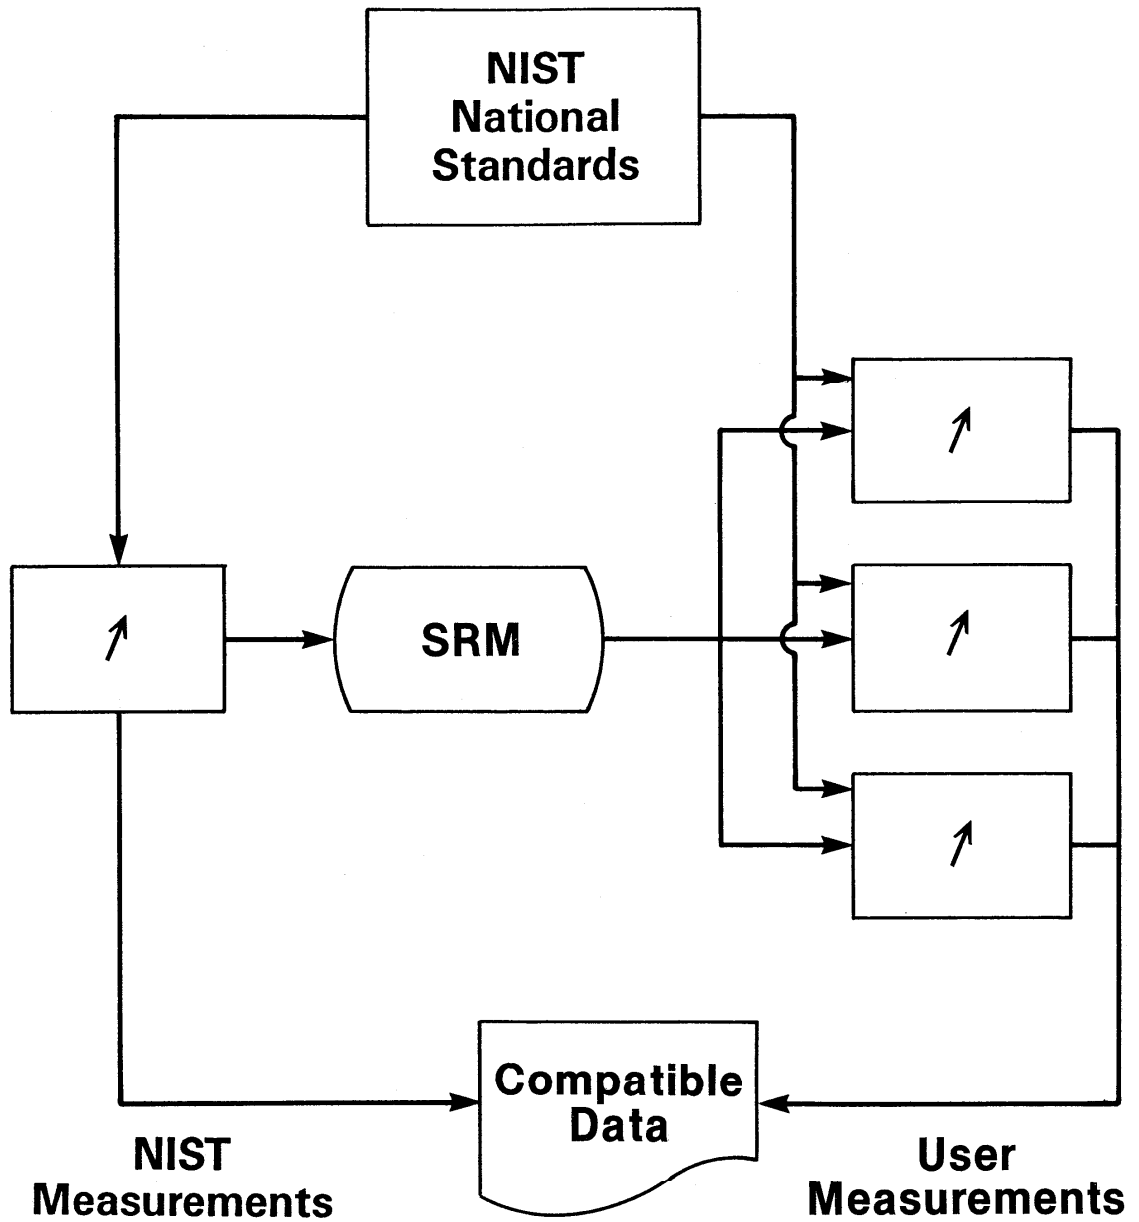 NIST
National
Standards
SRM
Compatible
Data
NIST
Measurements
User
Measurements